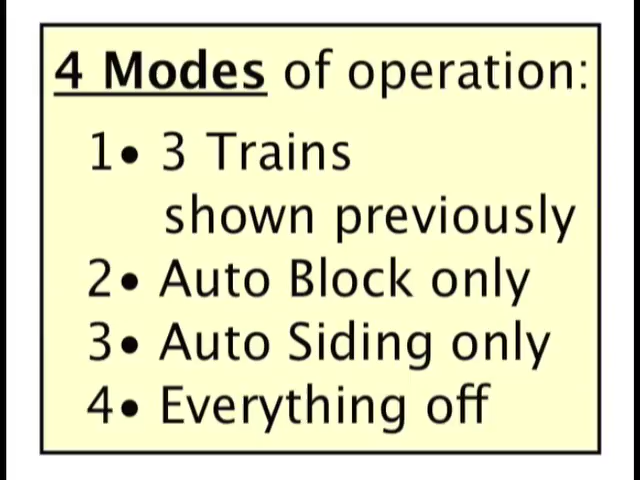 4 Modes of operation:
1• 3 Trains
shown previously
2• Auto Block only
3• Auto Siding only
4• Everything off